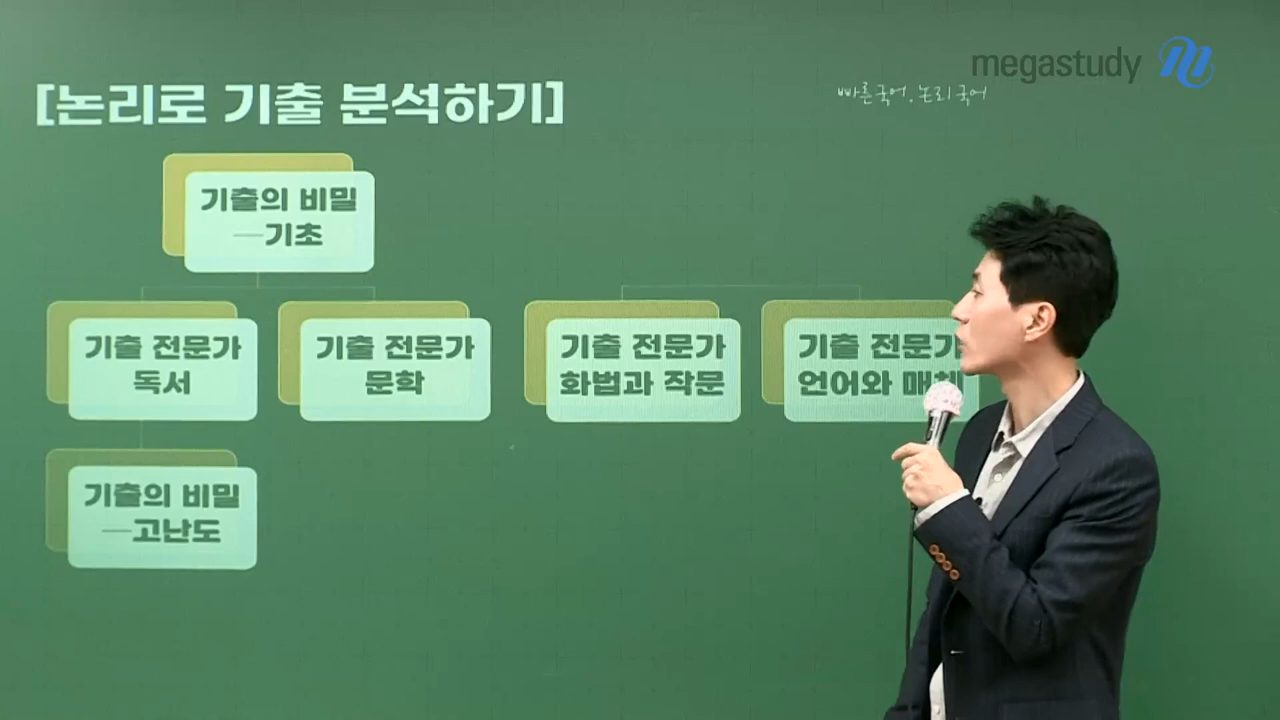 megastudy
빠른국어.논리국어
[논리로 기출 분석하기]
기출의 비밀
─기초
기출 전문가
독서
기출 전문가
문학
기출 전문가
화법과 작문
기출 전문가
언어와 매체
기출의 비밀
─고난도